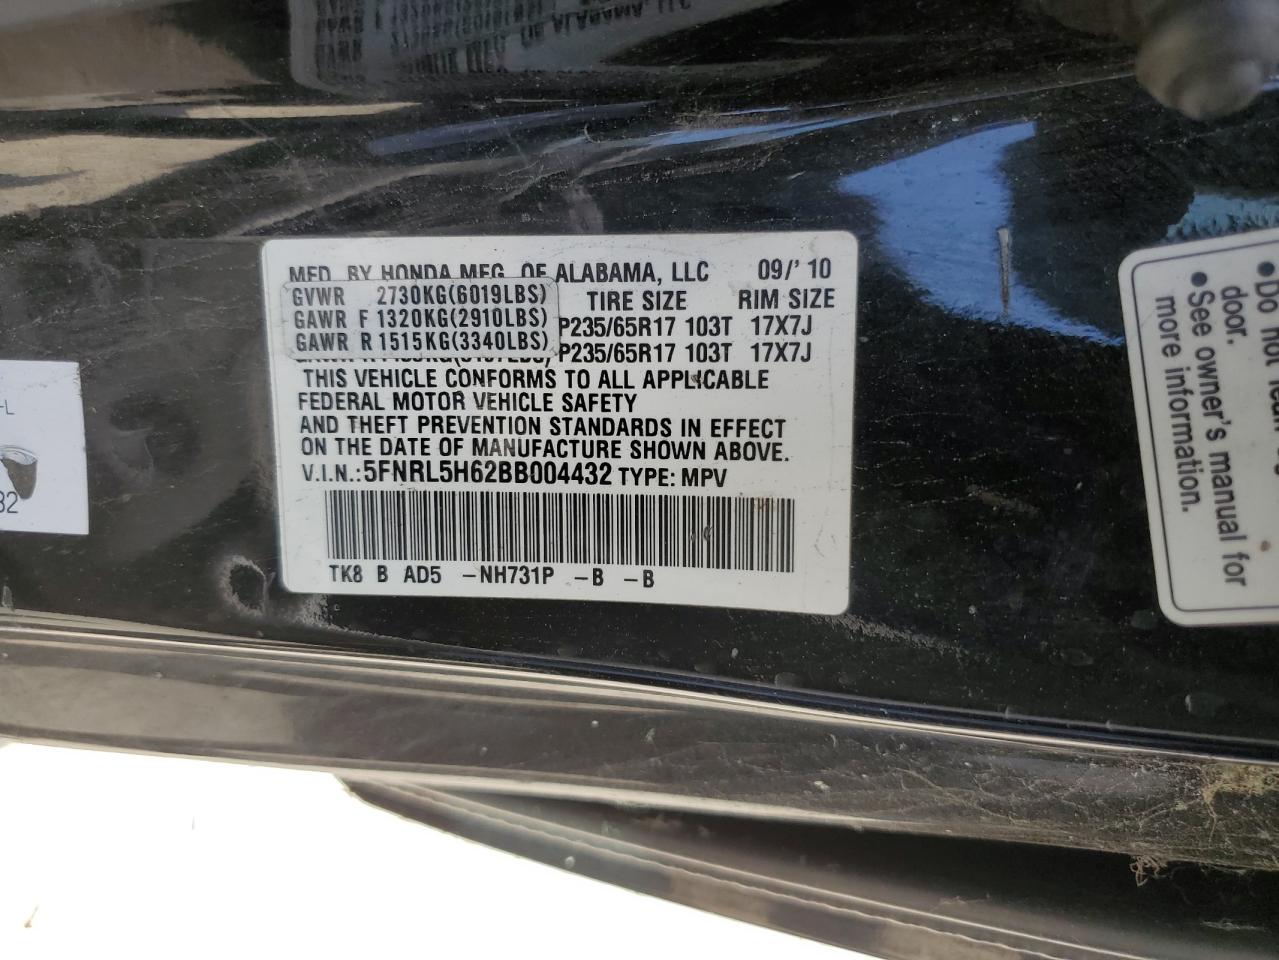 MFD. BY HONDA MFG. OF ALABAMA, LLC 09/'10
GVWR 2730KG(6019LBS) TIRE SIZE RIM SIZE
GAWR F 1320KG(2910LBS) P235/65R17 103T 17X7J
GAWR R 1515KG(3340LBS) P235/65R17 103T 17X7J
THIS VEHICLE CONFORMS TO ALL APPLICABLE
FEDERAL MOTOR VEHICLE SAFETY
AND THEFT PREVENTION STANDARDS IN EFFECT
ON THE DATE OF MANUFACTURE SHOWN ABOVE.
V.I.N.:5FNRL5H62BB004432 TYPE: MPV
TK8 B AD5 -NH731P -B -B
-L
32
•Do not
door.
•See owner's manual for
more information.